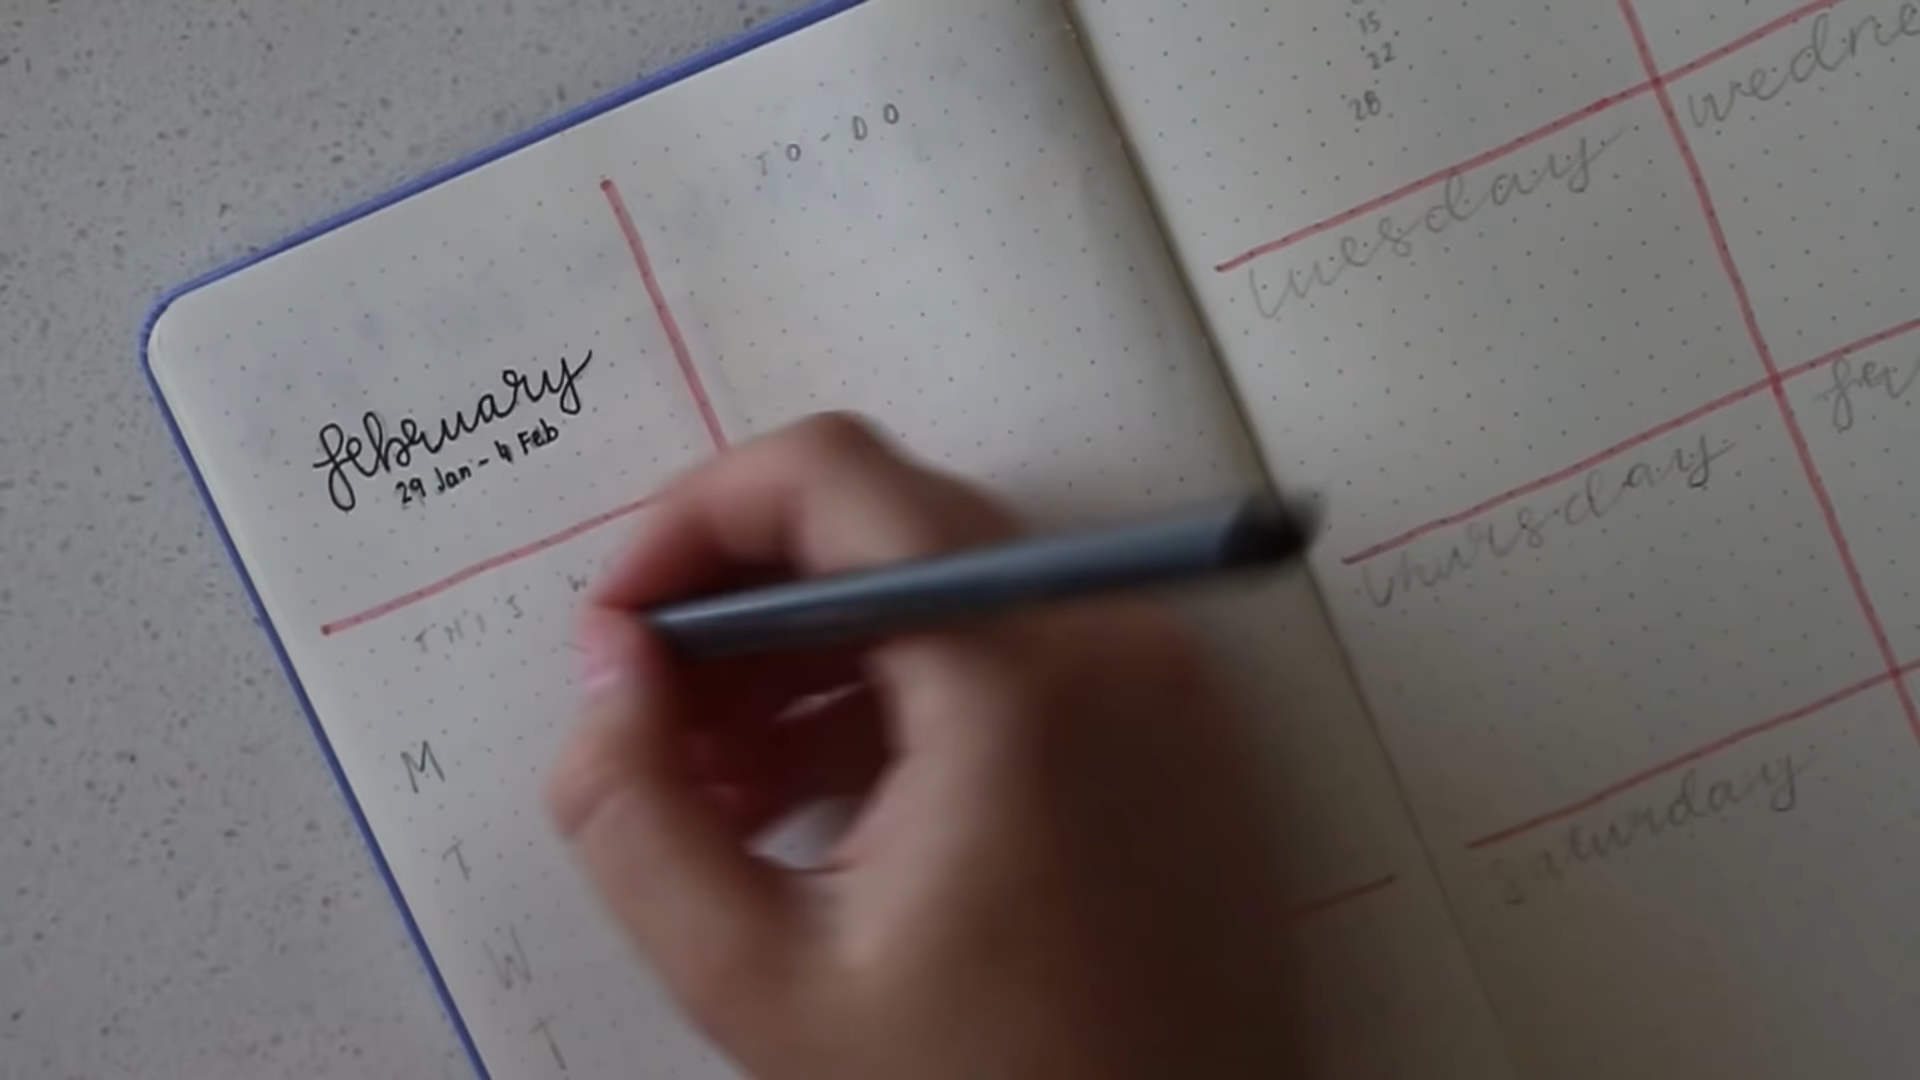 february
29 Jan - 4 Feb
THIS W
M
T
W
T
TO-DO
15
22
28
tuesday
wedne
thursday
saturday